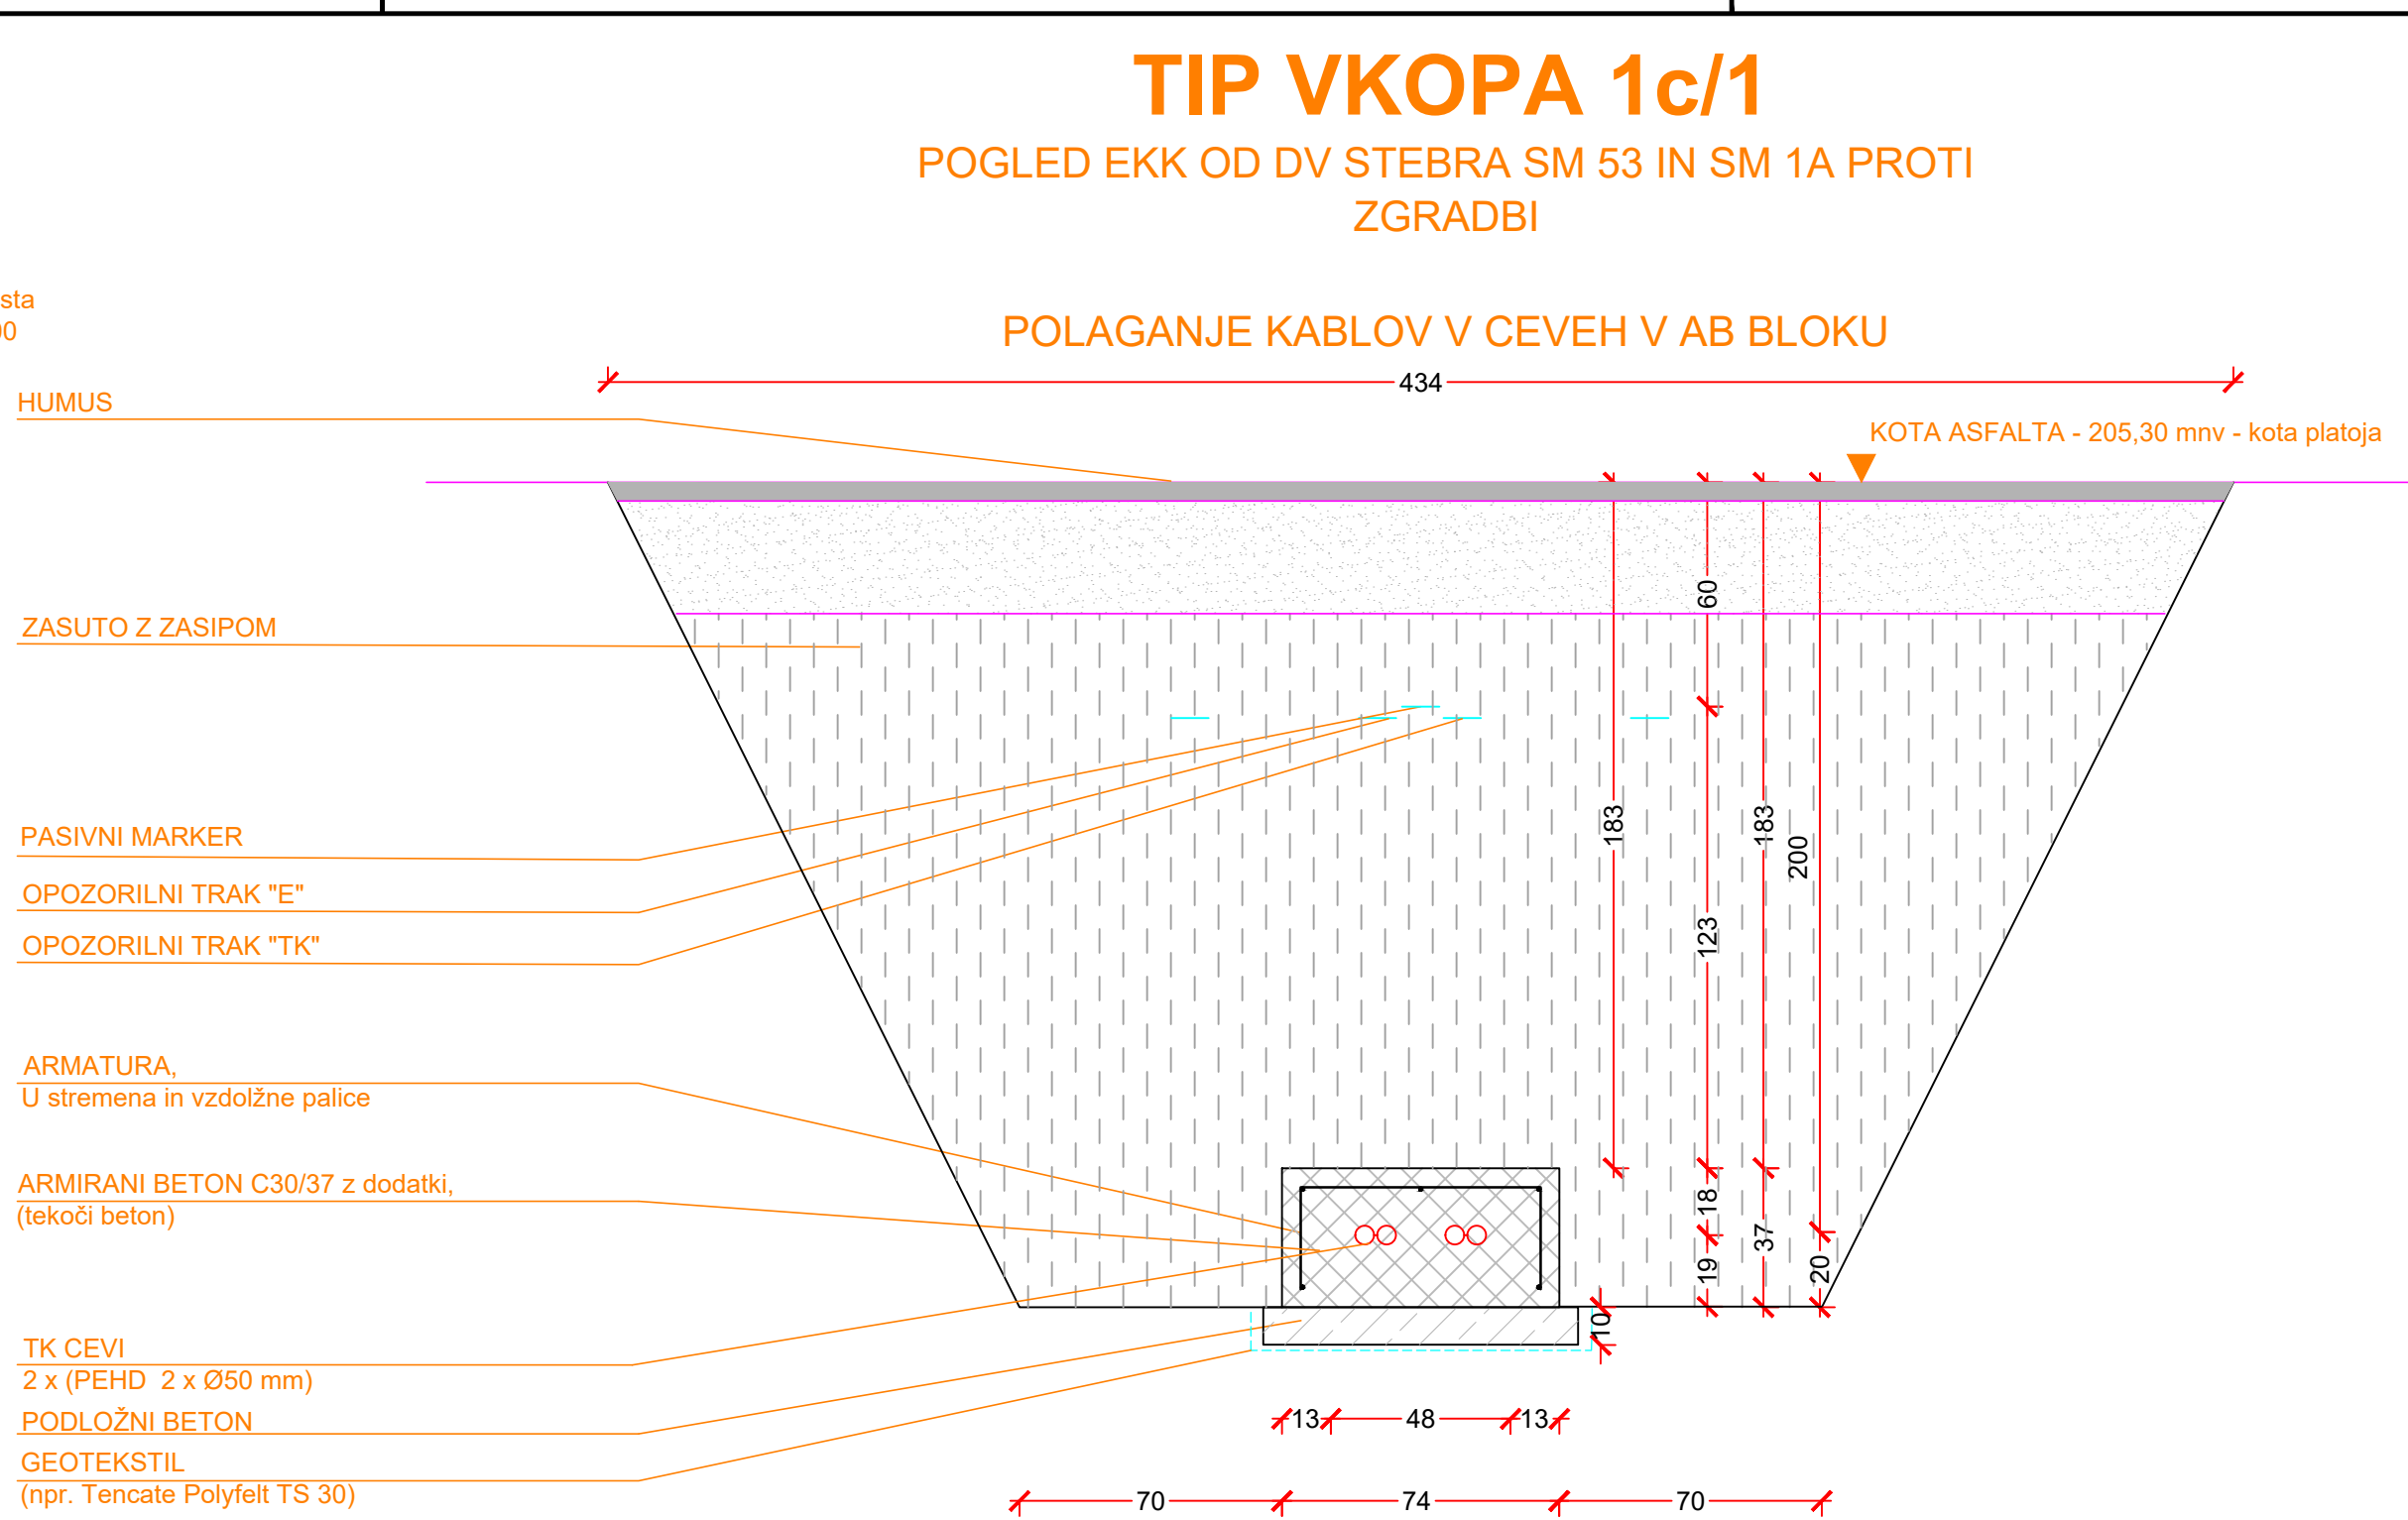 TIP VKOPA 1c/1
POGLED EKK OD DV STEBRA SM 53 IN SM 1A PROTI
ZGRADBI
sta
POLAGANJE KABLOV V CEVEH V AB BLOKU
434
HUMUS
KOTA ASFALTA - 205,30 mnv - kota platoja
60
ZASUTO Z ZASIPOM
183
183
200
PASIVNI MARKER
OPOZORILNI TRAK "E"
123
OPOZORILNI TRAK "TK"
ARMATURA,
U stremena in vzdolžne palice
ARMIRANI BETON C30/37 z dodatki,
(tekoči beton)
18
37
19
20
10
TK CEVI
2 x (PEHD 2 x Ø50 mm)
PODLOŽNI BETON
13 48 13
GEOTEKSTIL
(npr. Tencate Polyfelt TS 30)
70 74 70